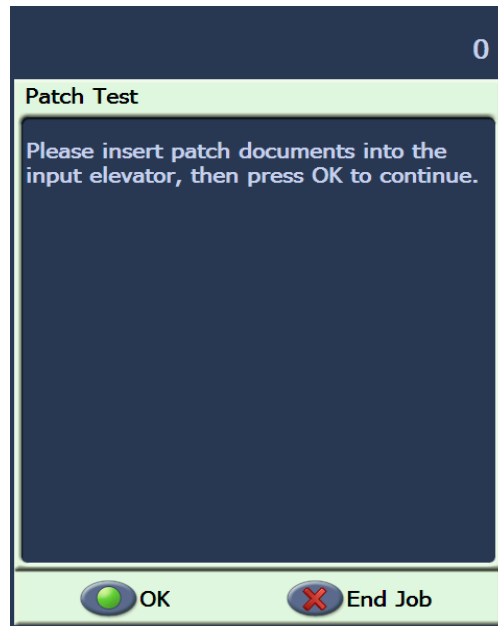 0
Patch Test
Please insert patch documents into the
input elevator, then press OK to continue.
OK
End Job